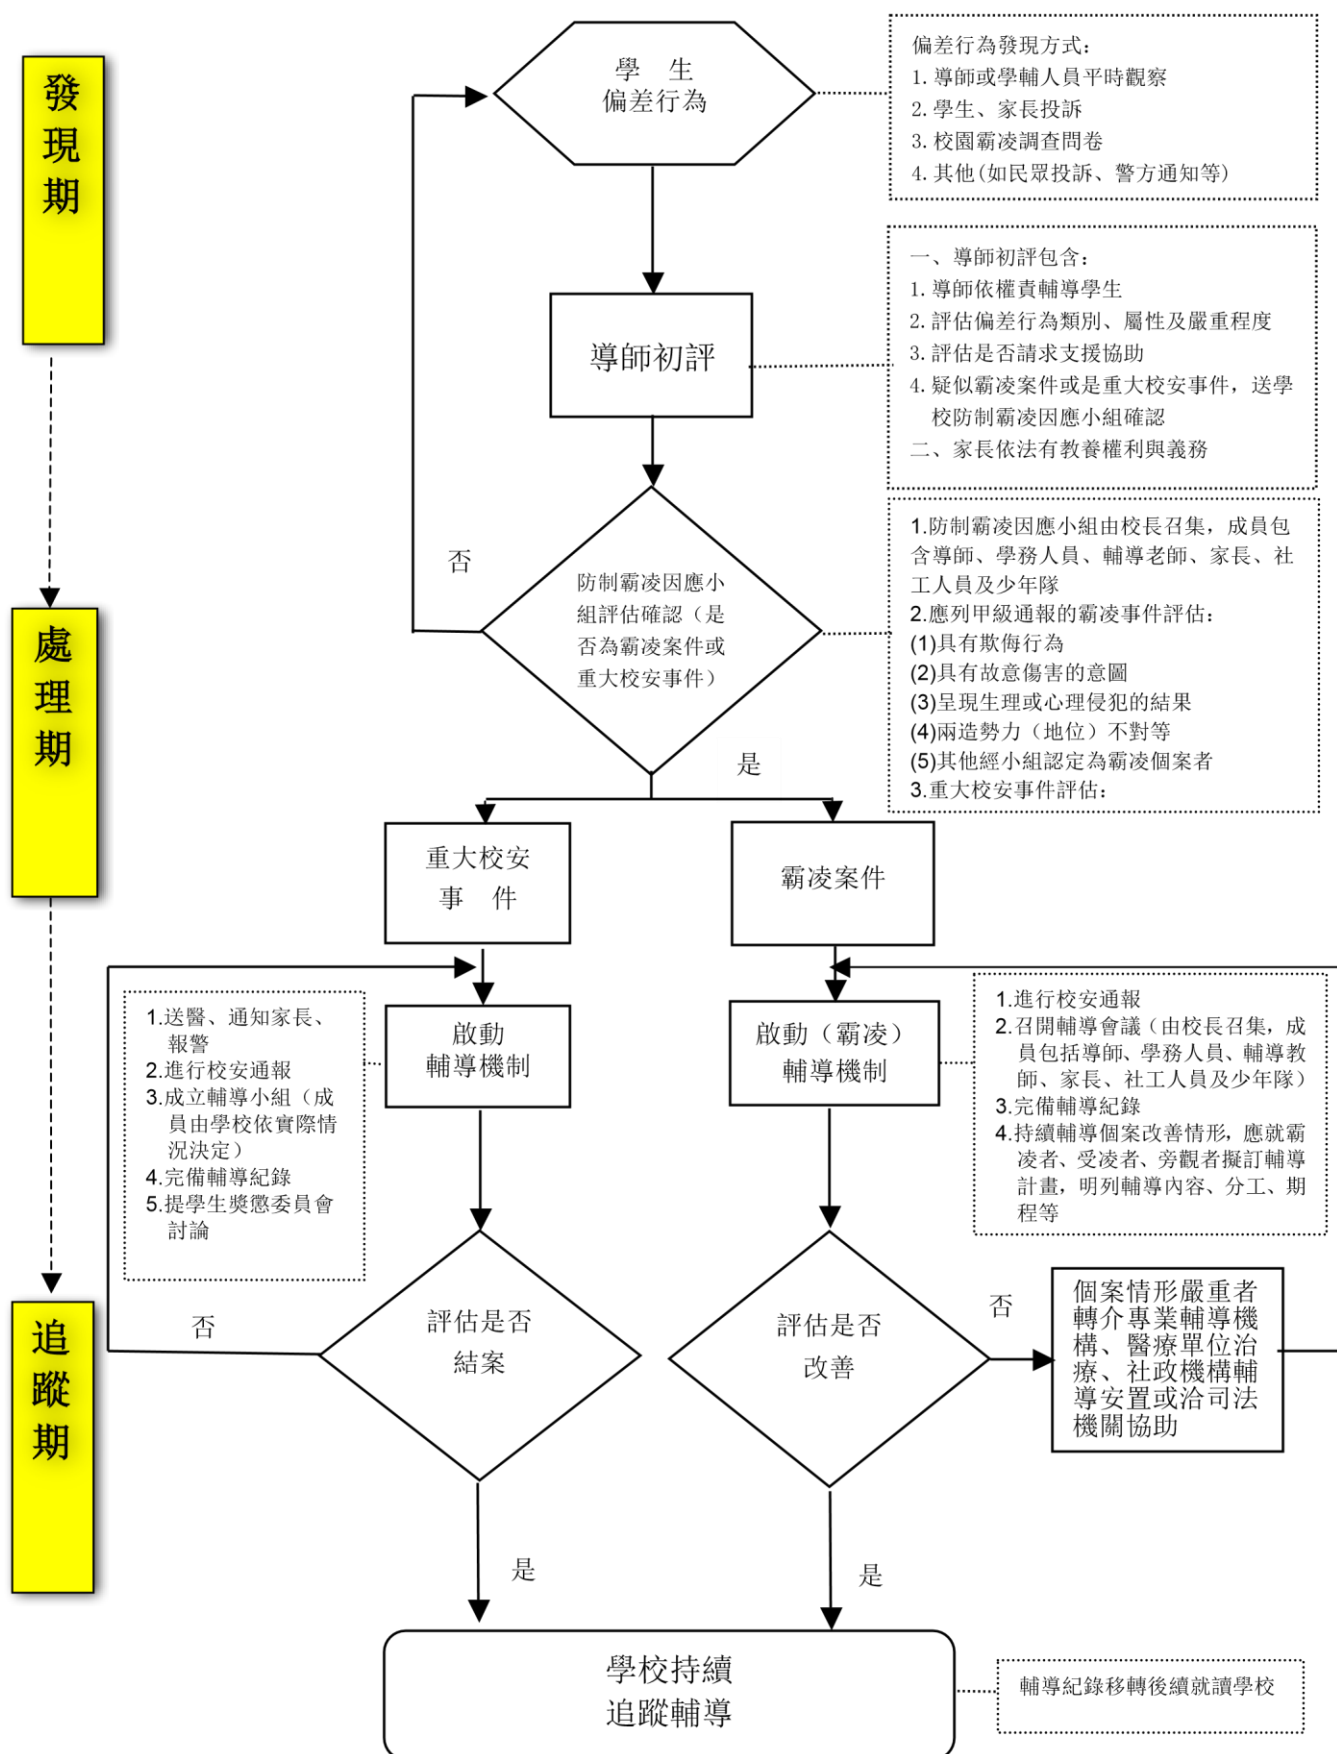 發現期
學 生
偏差行為
偏差行為發現方式:
1. 導師或學輔人員平時觀察
2. 學生、家長投訴
3. 校園霸凌調查問卷
4. 其他(如民眾投訴、警方通知等)
導師初評
一、導師初評包含:
1. 導師依權責輔導學生
2. 評估偏差行為類別、屬性及嚴重程度
3. 評估是否請求支援協助
4. 疑似霸凌案件或是重大校安事件, 送學
校防制霸凌因應小組確認
二、家長依法有教養權利與義務
處理期
否
防制霸凌因應小
組評估確認(是
否為霸凌案件或
重大校安事件)
是
1.防制霸凌因應小組由校長召集, 成員包
含導師、學務人員、輔導老師、家長、社
工人員及少年隊
2.應列甲級通報的霸凌事件評估:
(1)具有欺侮行為
(2)具有故意傷害的意圖
(3)呈現生理或心理侵犯的結果
(4)兩造勢力(地位)不對等
(5)其他經小組認定為霸凌個案者
3.重大校安事件評估:
重大校安
事 件
霸凌案件
1.送醫、通知家長、
報警
2.進行校安通報
3.成立輔導小組(成
員由學校依實際情
況決定)
4.完備輔導紀錄
5.提學生獎懲委員會
討論
啟動
輔導機制
啟動(霸凌)
輔導機制
1.進行校安通報
2.召開輔導會議(由校長召集, 成
員包括導師、學務人員、輔導教
師、家長、社工人員及少年隊)
3.完備輔導紀錄
4.持續輔導個案改善情形, 應就霸
凌者、受凌者、旁觀者擬訂輔導
計畫, 明列輔導內容、分工、期
程等
追蹤期
否
評估是否
結案
是
評估是否
改善
否
是
個案情形嚴重者
轉介專業輔導機
構、醫療單位治
療、社政機構輔
導安置或洽司法
機關協助
學校持續
追蹤輔導
輔導紀錄移轉後續就讀學校